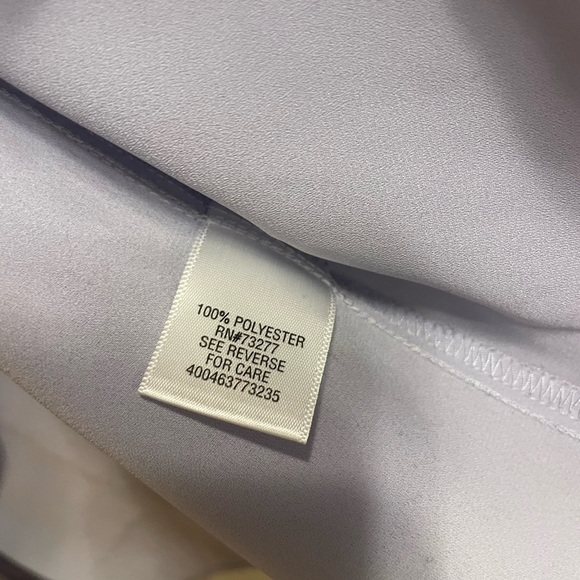 100% POLYESTER
RN#73277
SEE REVERSE
FOR CARE
400463773235